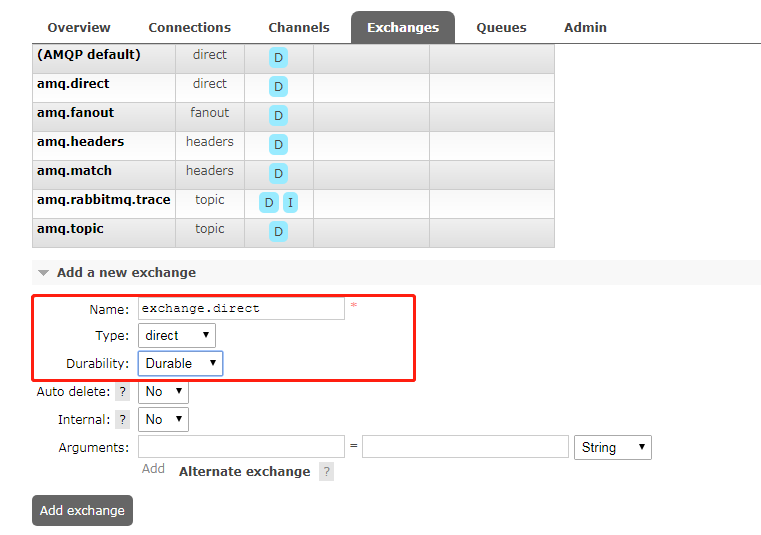 Overview Connections Channels Exchanges Queues Admin
(AMQP default) direct D
amq.direct direct D
amq.fanout fanout D
amq.headers headers D
amq.match headers D
amq.rabbitmq.trace topic D I
amq.topic topic D
Add a new exchange
Name: exchange.direct *
Type: direct
Durability: Durable
Auto delete: ? No
Internal: ? No
Arguments: = String
Add Alternate exchange ?
Add exchange